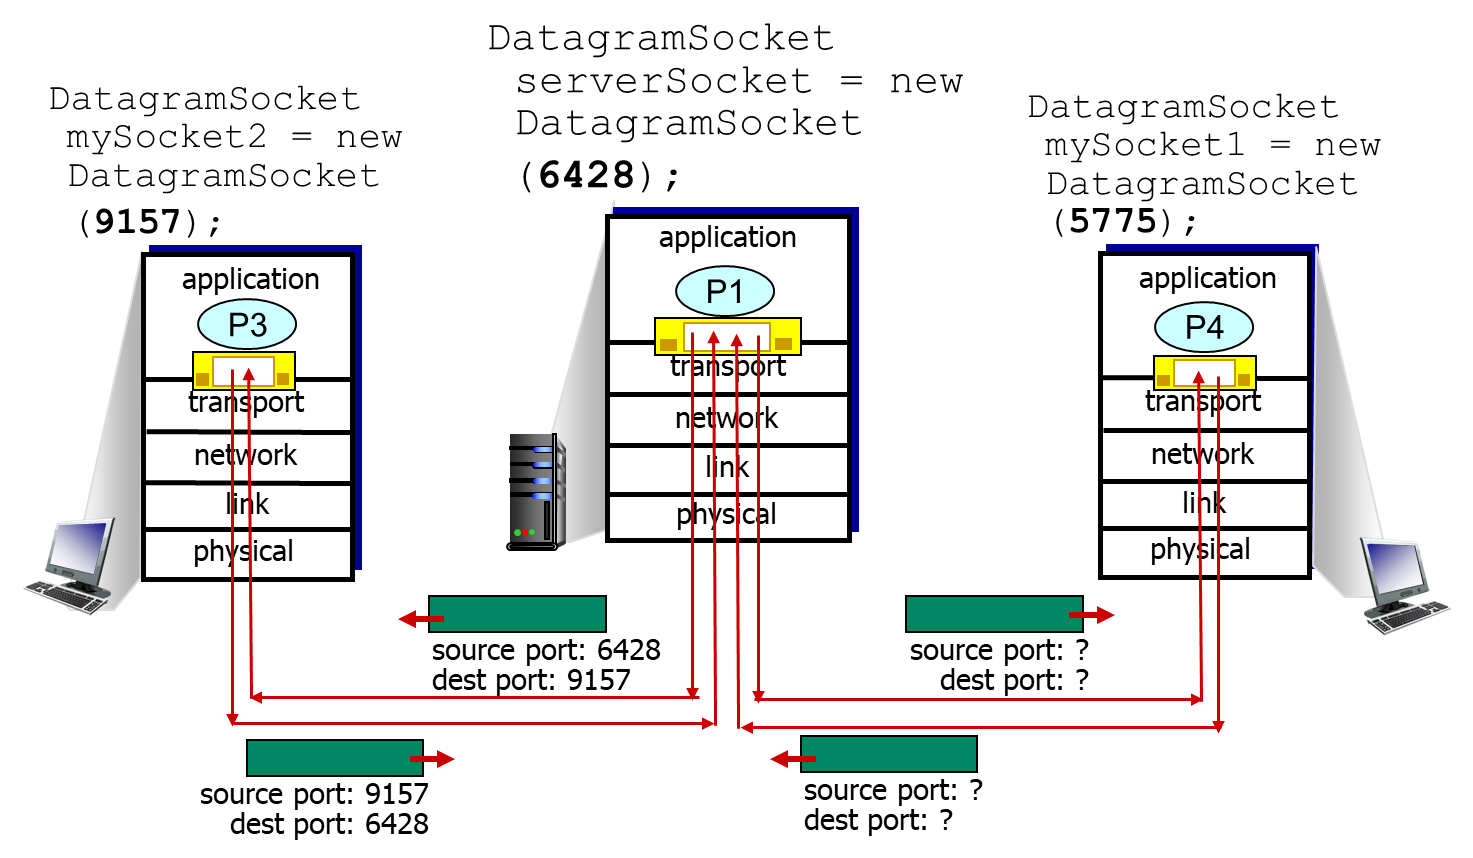 DatagramSocket
mySocket2 = new
DatagramSocket
(9157);
DatagramSocket
serverSocket = new
DatagramSocket
(6428);
DatagramSocket
mySocket1 = new
DatagramSocket
(5775);
application
P3
transport
network
link
physical
application
P1
transport
network
link
physical
application
P4
transport
network
link
physical
source port: 6428
dest port: 9157
source port: ?
dest port: ?
source port: 9157
dest port: 6428
source port: ?
dest port: ?